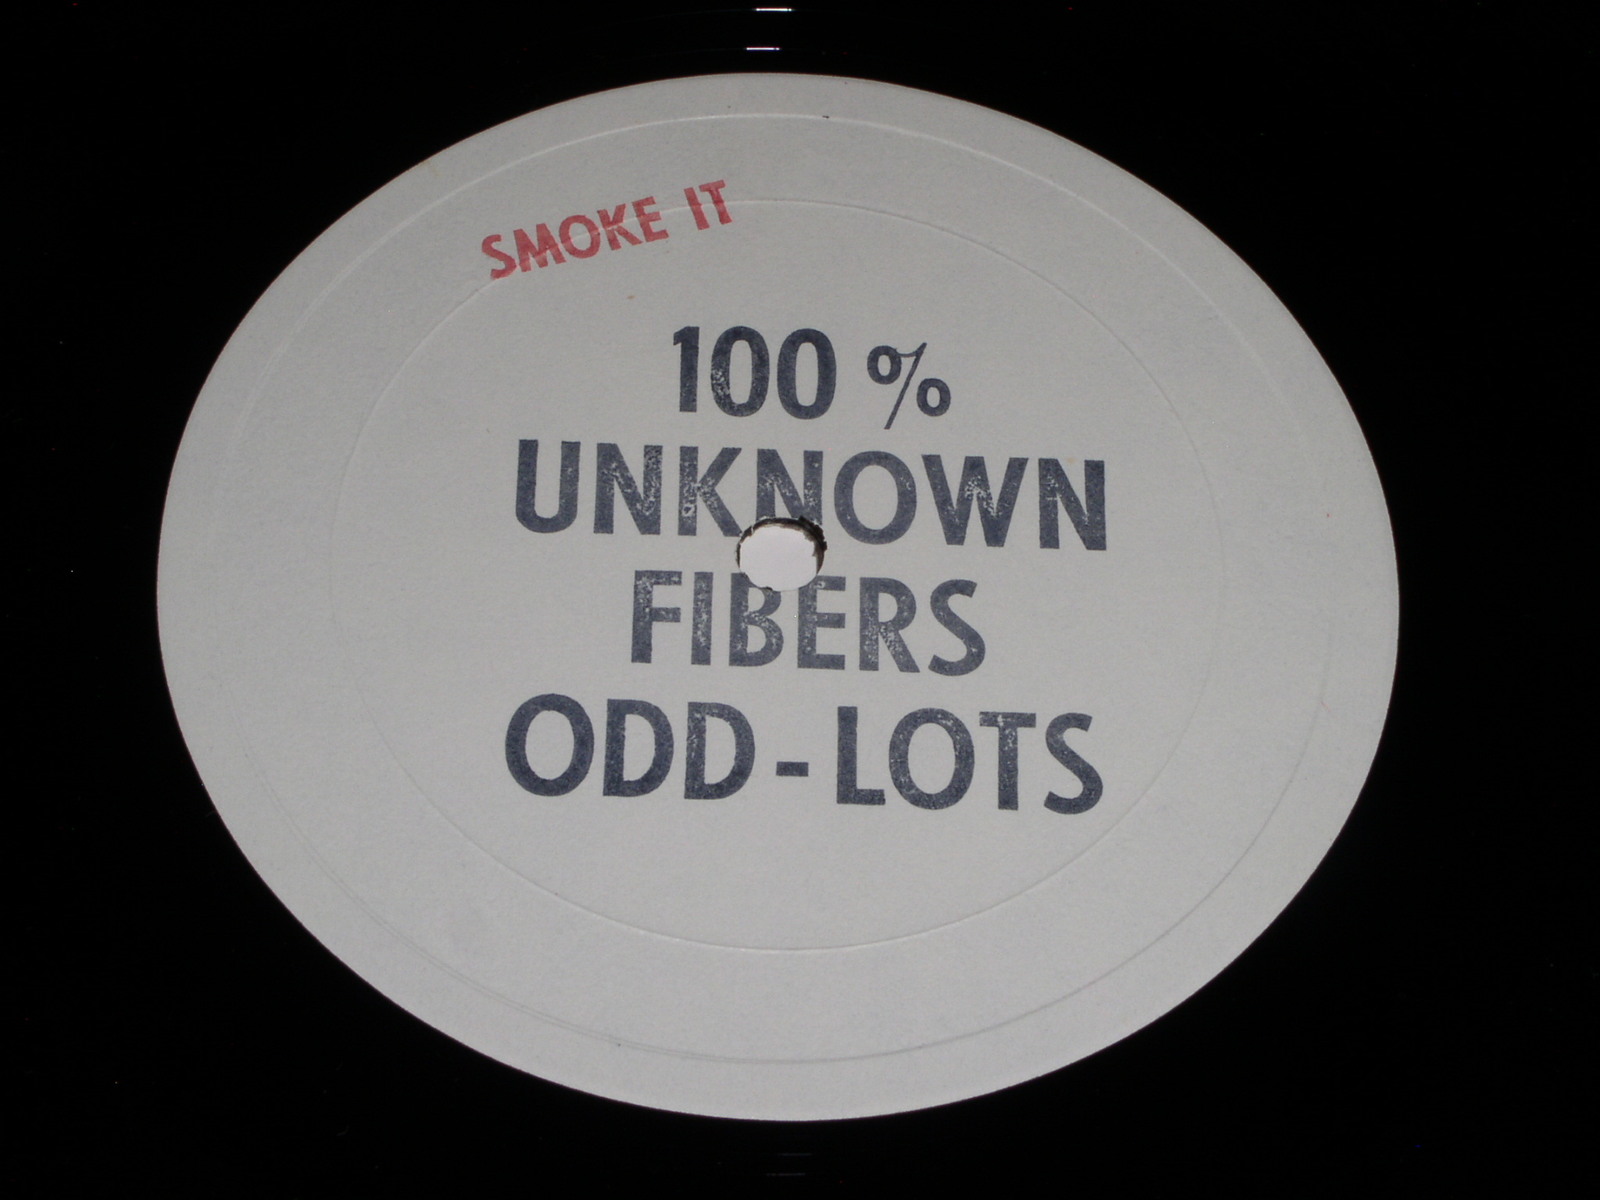 SMOKE IT
100 %
UNKNOWN
FIBERS
ODD-LOTS